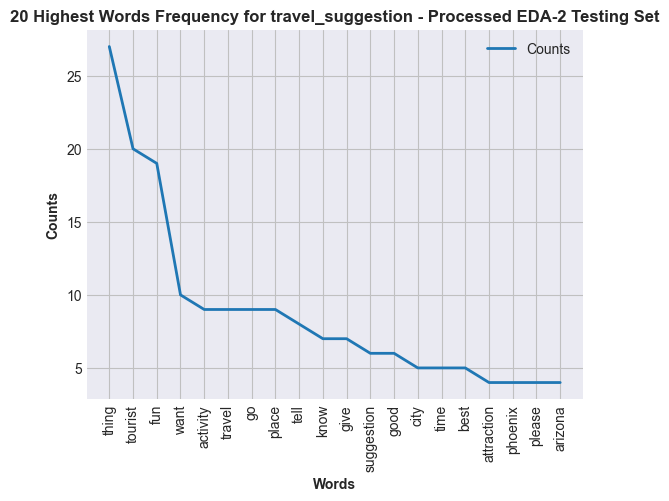 20 Highest Words Frequency for travel_suggestion - Processed EDA-2 Testing Set
Counts
25
20
15
10
5
Counts
thing
tourist
fun
want
activity
travel
go
place
tell
know
give
suggestion
good
city
time
best
attraction
phoenix
please
arizona
Words